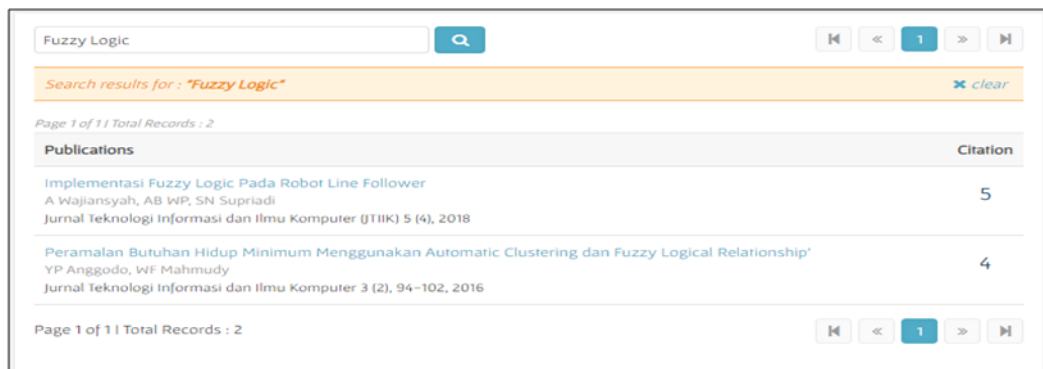 Fuzzy Logic
1
Search results for : "Fuzzy Logic"
clear
Page 1 of 1 | Total Records : 2
Publications Citation
Implementasi Fuzzy Logic Pada Robot Line Follower
A Wajiansyah, AB WP, SN Supriadi
5
Jurnal Teknologi Informasi dan Ilmu Komputer (JTIIK) 5 (4), 2018
Peramalan Butuhan Hidup Minimum Menggunakan Automatic Clustering dan Fuzzy Logical Relationship'
YP Anggodo, WF Mahmudy
4
Jurnal Teknologi Informasi dan Ilmu Komputer 3 (2), 94–102, 2016
Page 1 of 1 | Total Records : 2
1